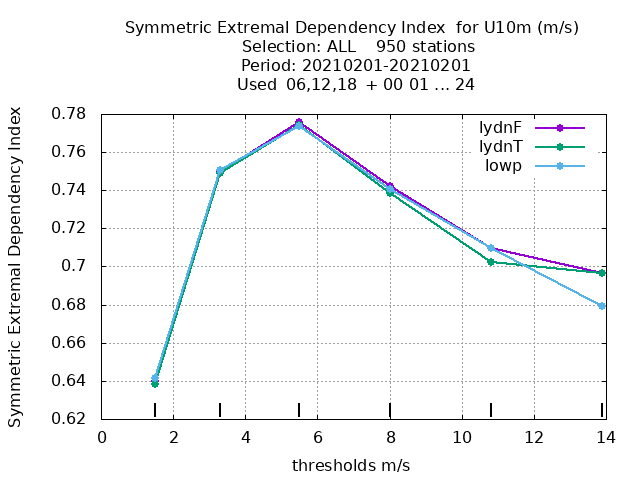 Symmetric Extremal Dependency Index for U10m (m/s)
Selection: ALL 950 stations
Period: 20210201-20210201
Used 06,12,18 + 00 01 ... 24
Symmetric Extremal Dependency Index
0.78
0.76
0.74
0.72
0.7
0.68
0.66
0.64
0.62
lydnF
lydnT
lowp
0 2 4 6 8 10 12 14
thresholds m/s